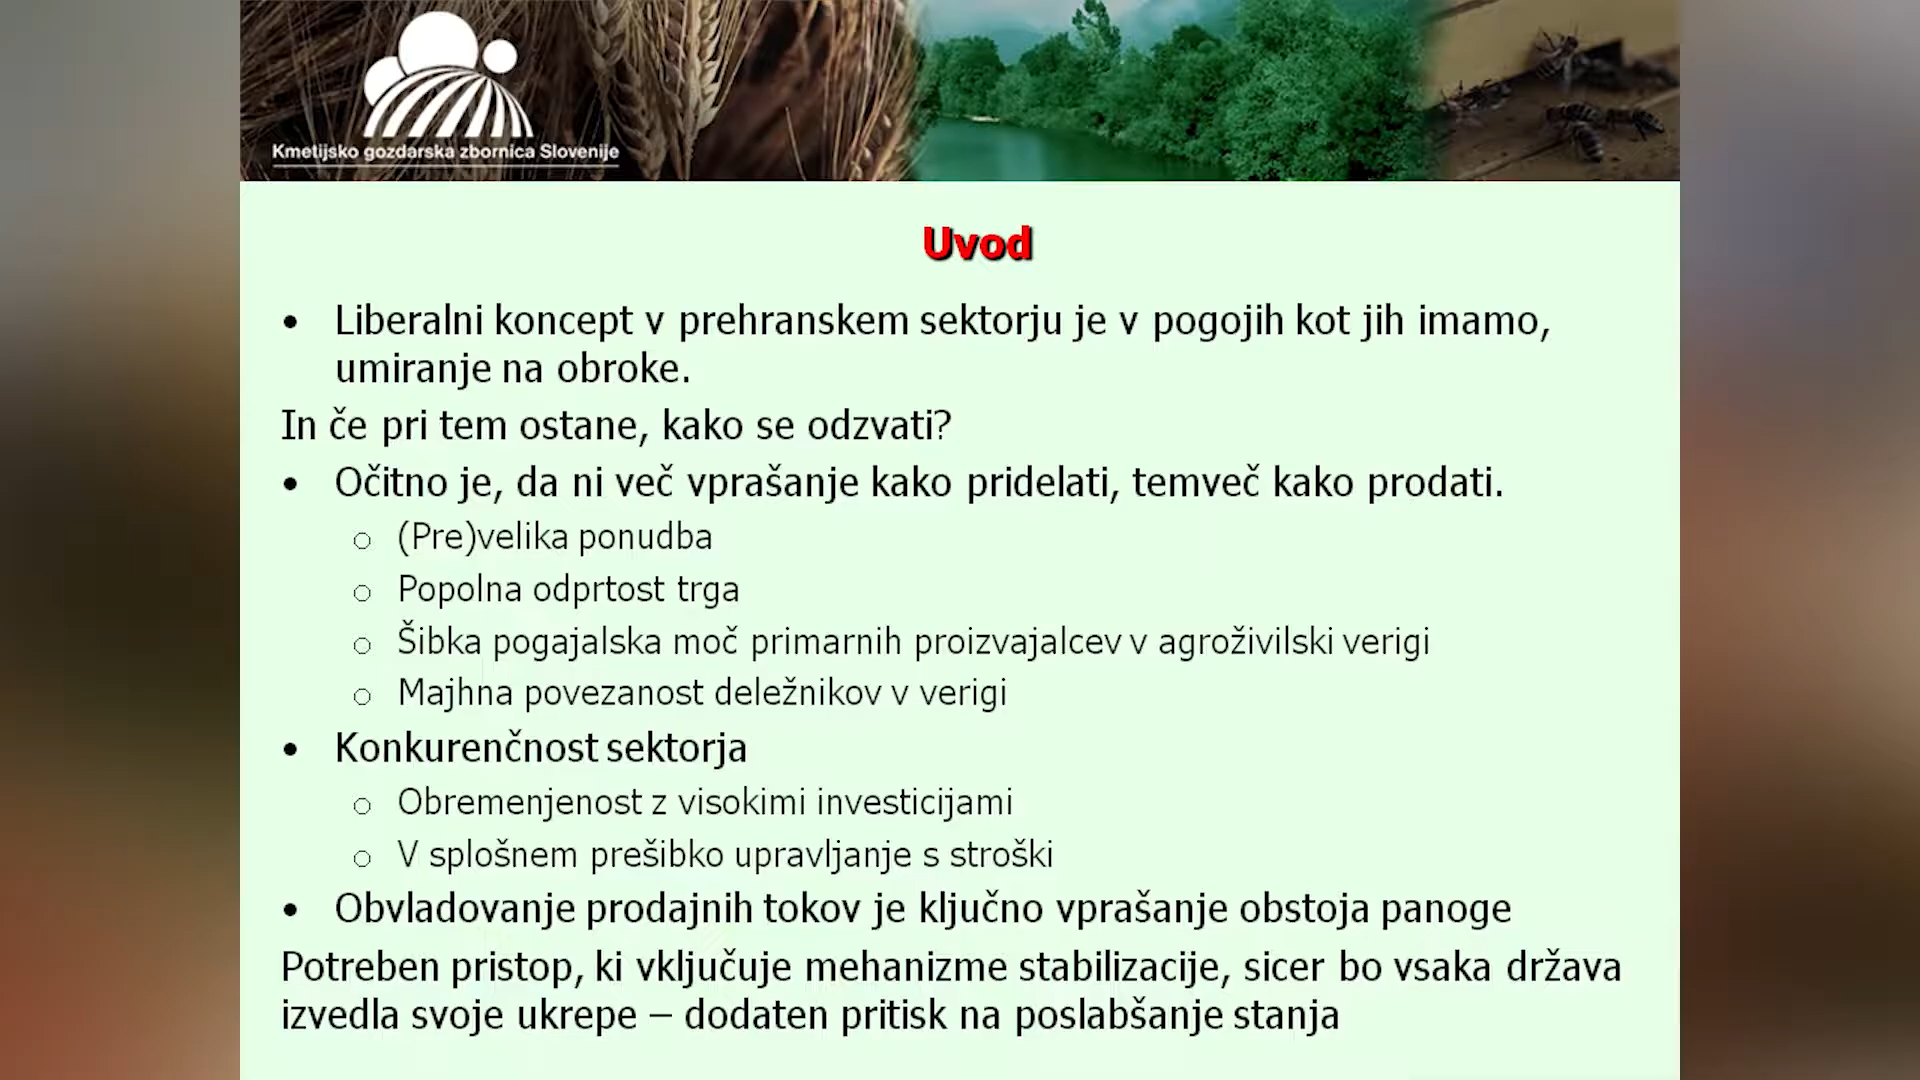 Kmetijsko gozdarska zbornica Slovenije
Uvod
• Liberalni koncept v prehranskem sektorju je v pogojih kot jih imamo,
umiranje na obroke.
In če pri tem ostane, kako se odzvati?
• Očitno je, da ni več vprašanje kako pridelati, temveč kako prodati.
o (Pre)velika ponudba
o Popolna odprtost trga
o Šibka pogajalska moč primarnih proizvajalcev v agroživilski verigi
o Majhna povezanost deležnikov v verigi
• Konkurenčnost sektorja
o Obremenjenost z visokimi investicijami
o V splošnem prešibko upravljanje s stroški
• Obvladovanje prodajnih tokov je ključno vprašanje obstoja panoge
Potreben pristop, ki vključuje mehanizme stabilizacije, sicer bo vsaka država
izvedla svoje ukrepe – dodaten pritisk na poslabšanje stanja